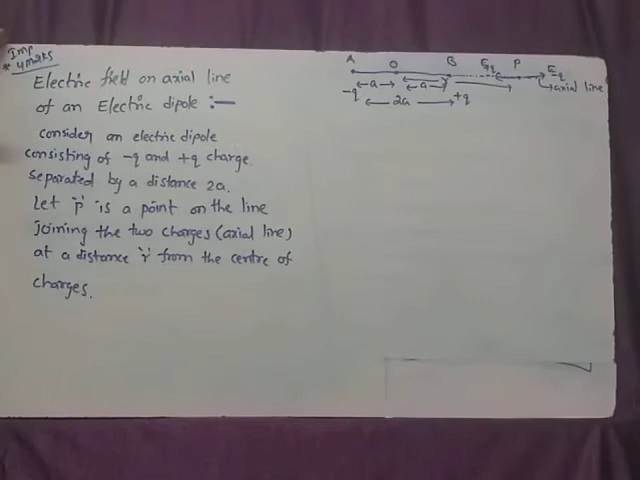 Imp
* 4marks
Electric field on axial line
of an Electric dipole :-
consider an electric dipole
consisting of -q and +q charge
separated by a distance 2a.
Let 'p' is a point on the line
joining the two charges (axial line)
at a distance 'r' from the centre of
charges.
A O B Eq P E-q
a a axial line
-q 2a +q